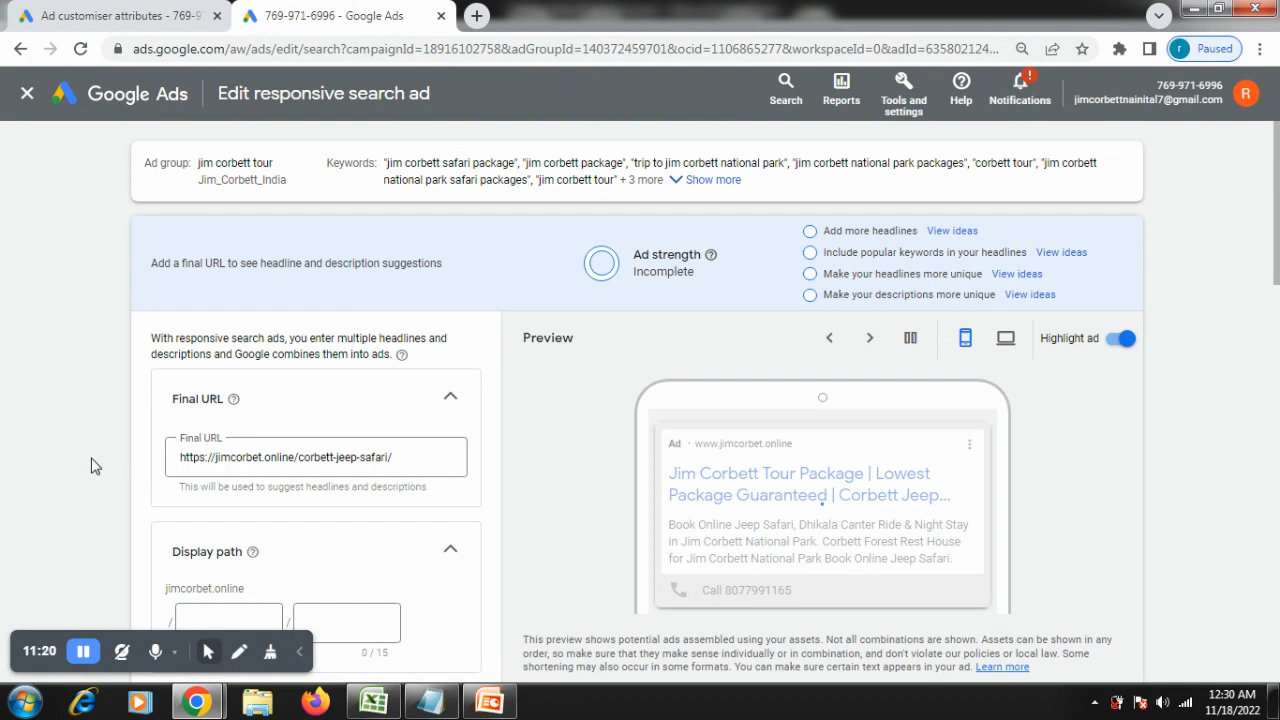 Ad customiser attributes - 769-9
769-971-6996 - Google Ads
ads.google.com/aw/ads/edit/search?campaignId=18916102758&adGroupId=140372459701&ocid=1106865277&workspaceId=0&adId=635802124...
r
Paused
Google Ads
Edit responsive search ad
Search
Reports
Tools and
settings
Help
!
Notifications
769-971-6996
jimcorbettnainital7@gmail.com
R
Ad group:
jim corbett tour
Jim_Corbett_India
Keywords:
"jim corbett safari package", "jim corbett package", "trip to jim corbett national park", "jim corbett national park packages", "corbett tour", "jim corbett
national park safari packages", "jim corbett tour" + 3 more
Show more
Add a final URL to see headline and description suggestions
Ad strength
Incomplete
Add more headlines View ideas
Include popular keywords in your headlines View ideas
Make your headlines more unique View ideas
Make your descriptions more unique View ideas
With responsive search ads, you enter multiple headlines and
descriptions and Google combines them into ads.
Final URL
Final URL
https://jimcorbet.online/corbett-jeep-safari/
This will be used to suggest headlines and descriptions
Display path
jimcorbet.online
/
/
0 / 15
Preview
Highlight ad
Ad · www.jimcorbet.online
Jim Corbett Tour Package | Lowest
Package Guaranteed | Corbett Jeep...
Book Online Jeep Safari, Dhikala Canter Ride & Night Stay
in Jim Corbett National Park. Corbett Forest Rest House
for Jim Corbett National Park Book Online Jeep Safari.
Call 8077991165
This preview shows potential ads assembled using your assets. Not all combinations are shown. Assets can be shown in any
order, so make sure that they make sense individually or in combination, and don't violate our policies or local law. Some
shortening may also occur in some formats. You can make sure certain text appears in your ad. Learn more
11:20
12:30 AM
11/18/2022